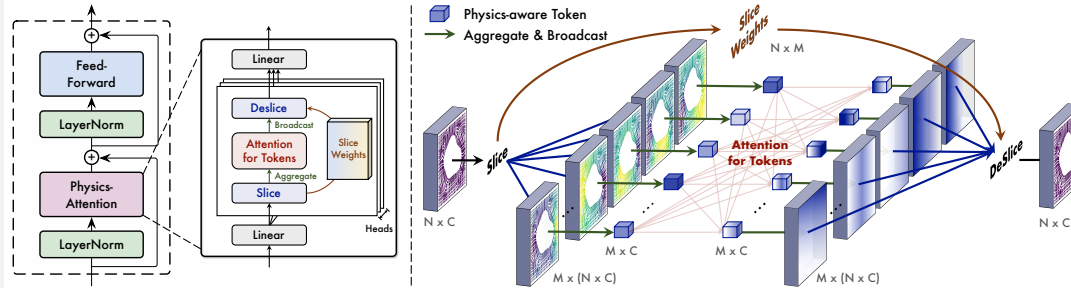 Feed-
Forward
LayerNorm
Physics-
Attention
LayerNorm
Linear
Deslice
Broadcast
Attention
for Tokens
Slice
Weights
Aggregate
Slice
Heads
Linear
Physics-aware Token
Aggregate & Broadcast
Slice
Weights
N x M
N x C
Slice
M x (N x C)
M x C
Attention
for Tokens
M x C
M x (N x C)
DeSlice
N x C